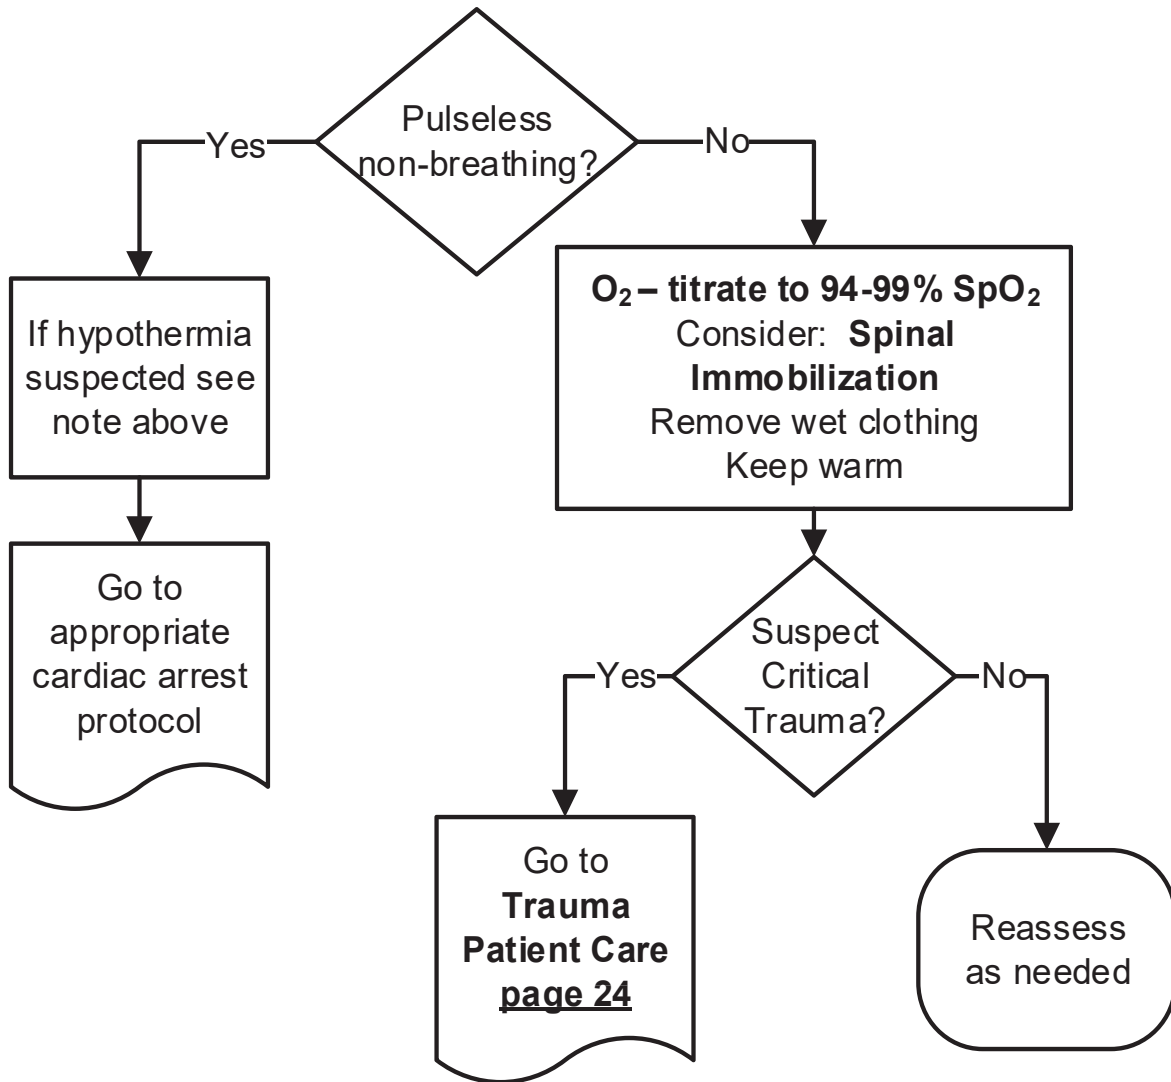 Pulseless
non-breathing?
Yes
No
If hypothermia
suspected see
note above
O₂ – titrate to 94-99% SpO₂
Consider:  Spinal
Immobilization
Remove wet clothing
Keep warm
Go to
appropriate
cardiac arrest
protocol
Suspect
Critical
Trauma?
Yes
No
Go to
Trauma
Patient Care
page 24
Reassess
as needed